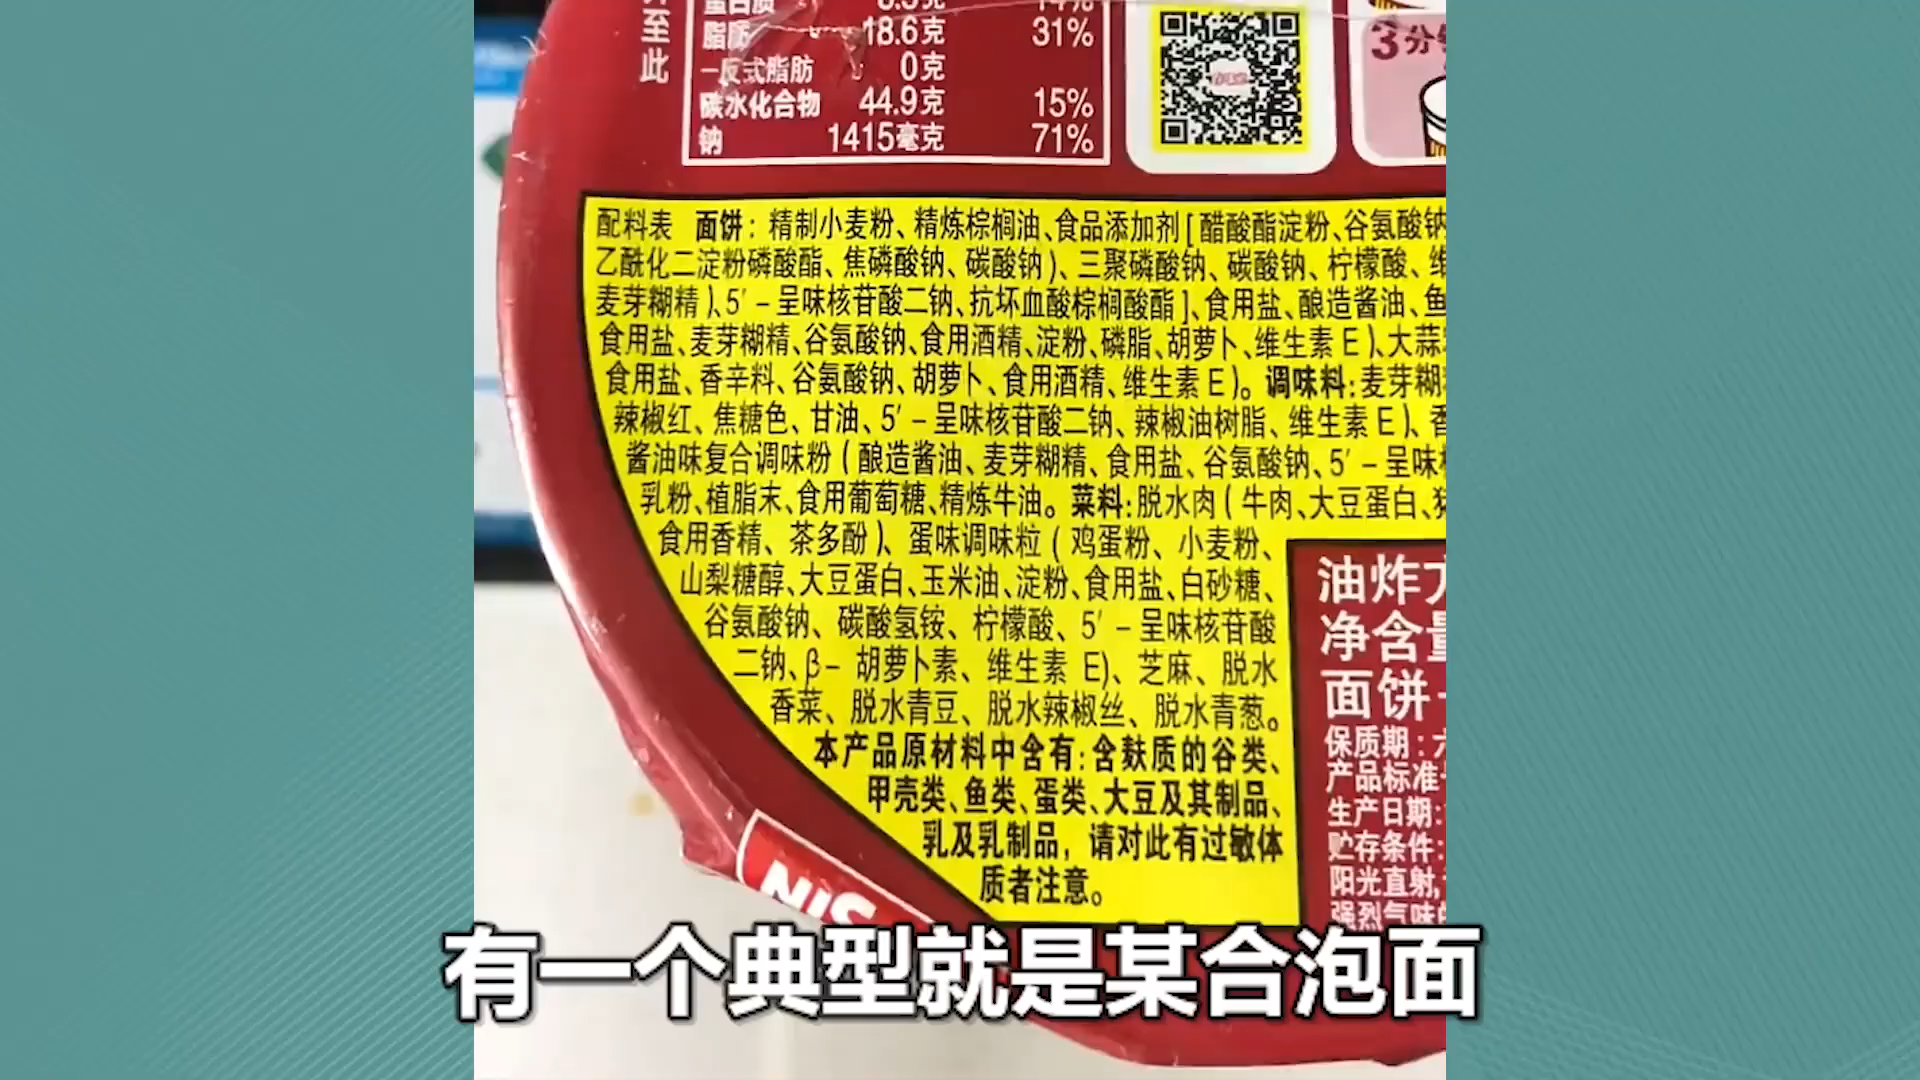 至此
脂肪 18.6克 31%
一反式脂肪 0克
碳水化合物 44.9克 15%
钠 1415毫克 71%
3分
配料表 面饼：精制小麦粉、精炼棕榈油、食品添加剂[醋酸酯淀粉、谷氨酸钠
乙酰化二淀粉磷酸酯、焦磷酸钠、碳酸钠)、三聚磷酸钠、碳酸钠、柠檬酸、维
麦芽糊精)、5′－呈味核苷酸二钠、抗坏血酸棕榈酸酯]、食用盐、酿造酱油、鱼
食用盐、麦芽糊精、谷氨酸钠、食用酒精、淀粉、磷脂、胡萝卜、维生素E)、大蒜
食用盐、香辛料、谷氨酸钠、胡萝卜、食用酒精、维生素E)。调味料：麦芽糊
辣椒红、焦糖色、甘油、5′－呈味核苷酸二钠、辣椒油树脂、维生素E)、香
酱油味复合调味粉(酿造酱油、麦芽糊精、食用盐、谷氨酸钠、5′－呈味
乳粉、植脂末、食用葡萄糖、精炼牛油。菜料：脱水肉(牛肉、大豆蛋白、猪
食用香精、茶多酚)、蛋味调味粒(鸡蛋粉、小麦粉、
山梨糖醇、大豆蛋白、玉米油、淀粉、食用盐、白砂糖、
谷氨酸钠、碳酸氢铵、柠檬酸、5′－呈味核苷酸
二钠、β－胡萝卜素、维生素E)、芝麻、脱水
香菜、脱水青豆、脱水辣椒丝、脱水青葱。
本产品原材料中含有：含麸质的谷类、
甲壳类、鱼类、蛋类、大豆及其制品、
乳及乳制品，请对此有过敏体
质者注意。
油炸方
净含量
面饼
保质期：六
产品标准
生产日期：
贮存条件：
阳光直射，
强烈气味
NIS
有一个典型就是某合泡面